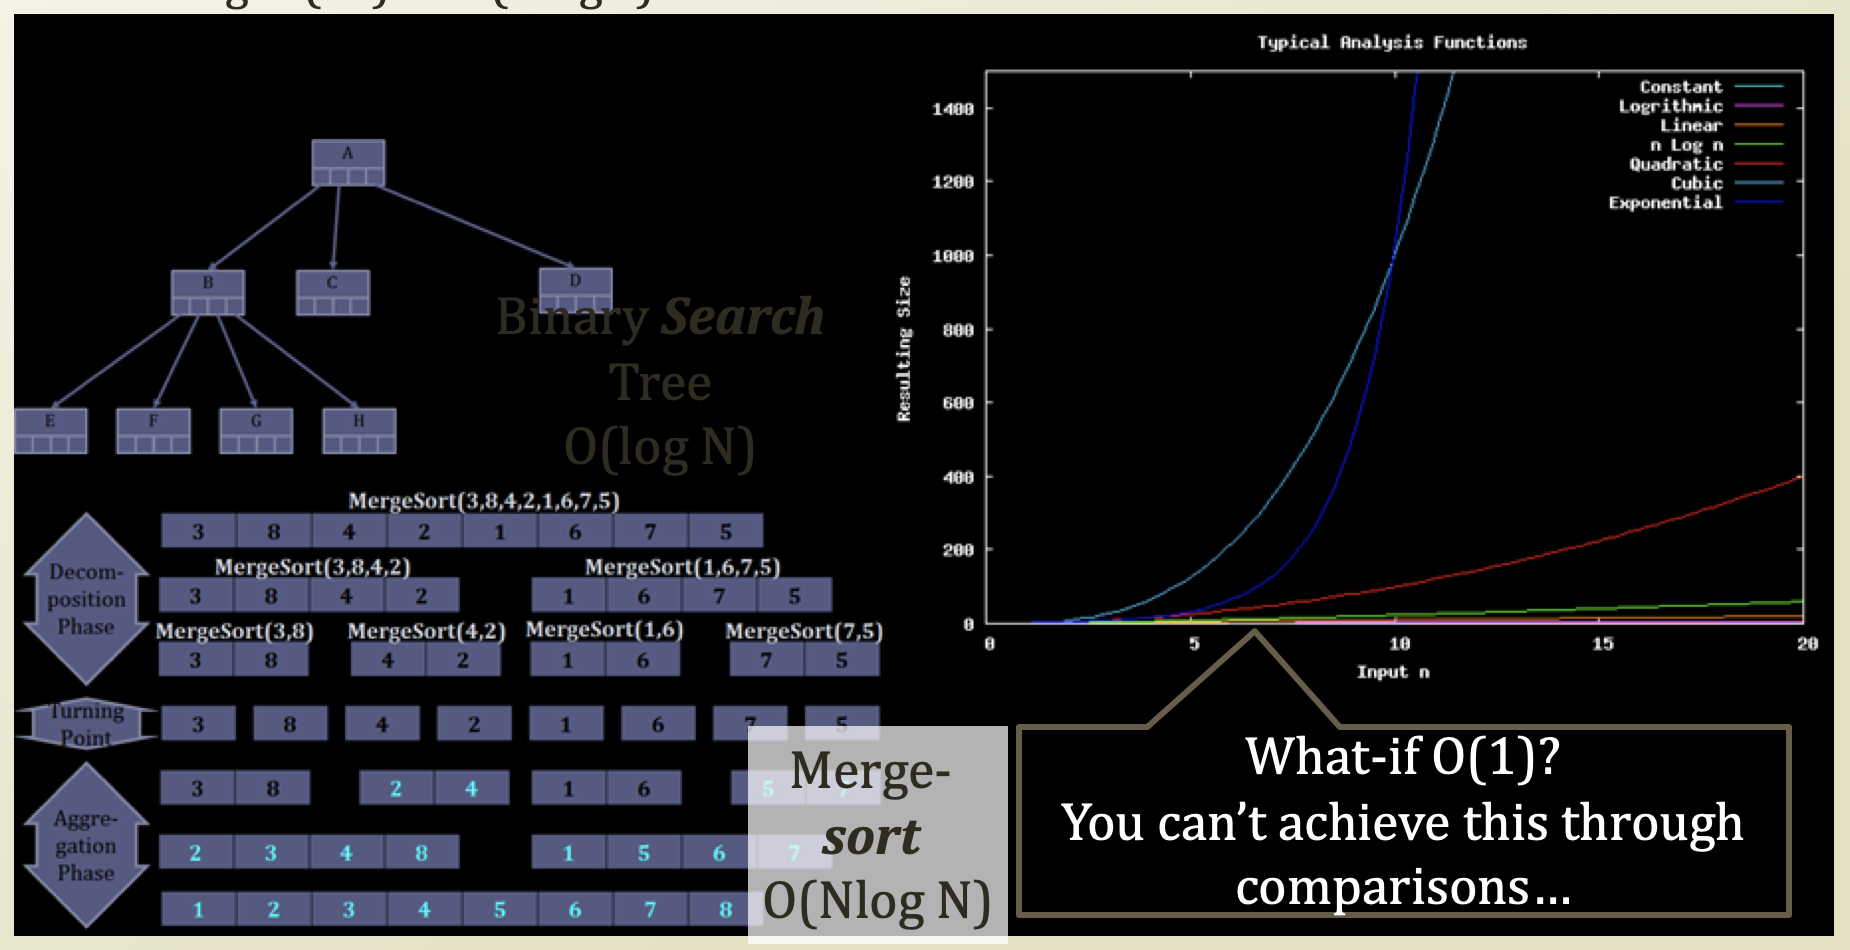 Typical Analysis Functions
Constant
Logrithmic
Linear
n Log n
Quadratic
Cubic
Exponential
1400
1200
1000
800
600
400
200
0
Resulting Size
0 5 10 15 20
Input n
A
B C D
E F G H
Binary Search
Tree
O(log N)
MergeSort(3,8,4,2,1,6,7,5)
3 8 4 2 1 6 7 5
Decom-
position
Phase
MergeSort(3,8,4,2) MergeSort(1,6,7,5)
3 8 4 2 1 6 7 5
MergeSort(3,8) MergeSort(4,2) MergeSort(1,6) MergeSort(7,5)
3 8 4 2 1 6 7 5
Turning
Point
3 8 4 2 1 6 7 5
Aggre-
gation
Phase
3 8 2 4 1 6 5 7
2 3 4 8 1 5 6 7
1 2 3 4 5 6 7 8
Merge-
sort
O(Nlog N)
What-if O(1)?
You can’t achieve this through
comparisons…